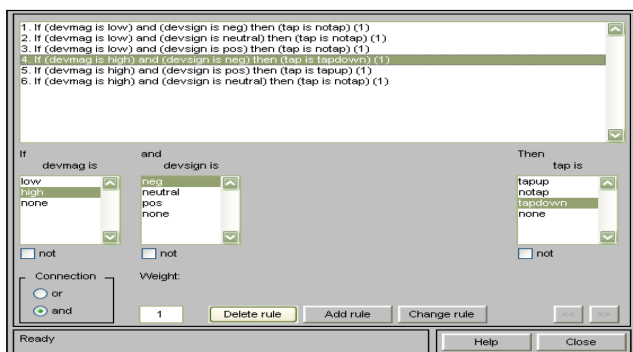 1. If (devmag is low) and (devsign is neg) then (tap is notap) (1)
2. If (devmag is low) and (devsign is neutral) then (tap is notap) (1)
3. If (devmag is low) and (devsign is pos) then (tap is notap) (1)
4. If (devmag is high) and (devsign is neg) then (tap is tapdown) (1)
5. If (devmag is high) and (devsign is pos) then (tap is tapup) (1)
6. If (devmag is high) and (devsign is neutral) then (tap is notap) (1)
If and Then
devmag is devsign is tap is
low neg tapup
high neutral notap
none pos tapdown
none none
not not not
Connection Weight:
or
and 1 Delete rule Add rule Change rule << >>
Ready Help Close